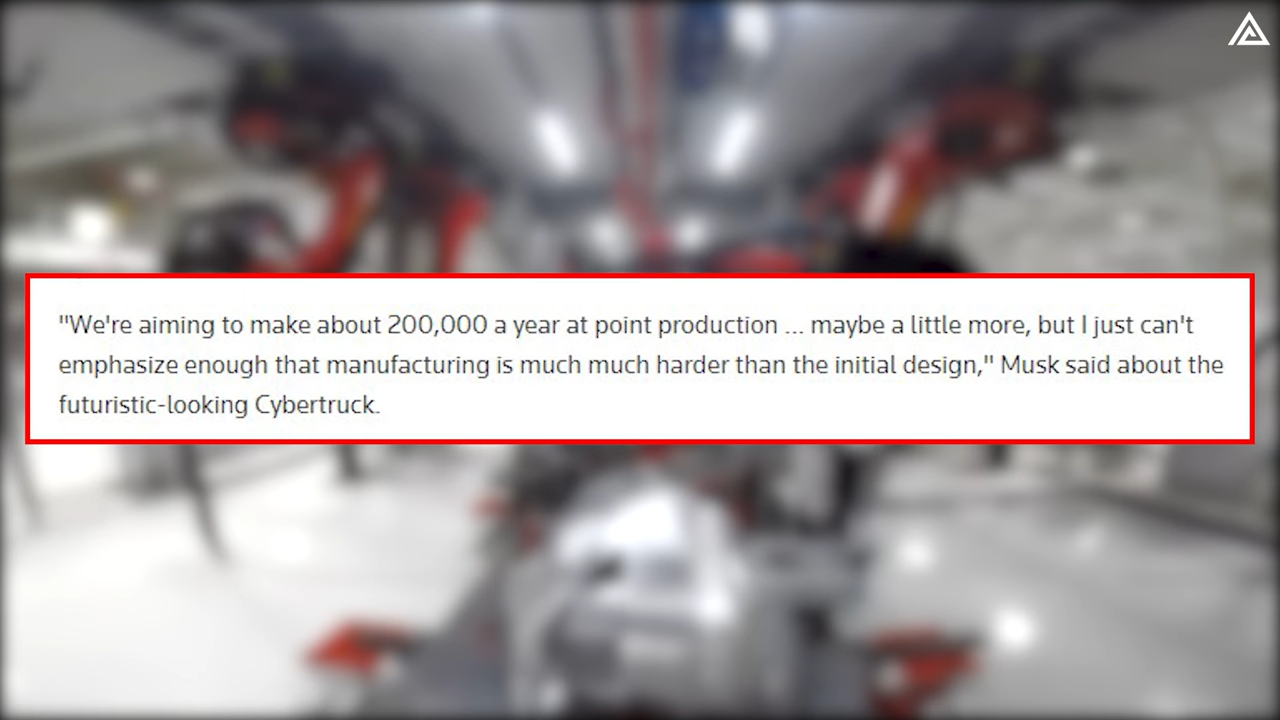 "We're aiming to make about 200,000 a year at point production ... maybe a little more, but I just can't
emphasize enough that manufacturing is much much harder than the initial design," Musk said about the
futuristic-looking Cybertruck.